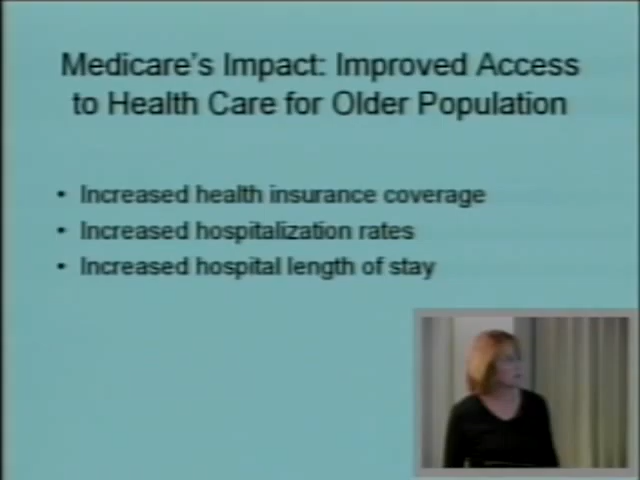 Medicare's Impact: Improved Access
to Health Care for Older Population
• Increased health insurance coverage
• Increased hospitalization rates
• Increased hospital length of stay